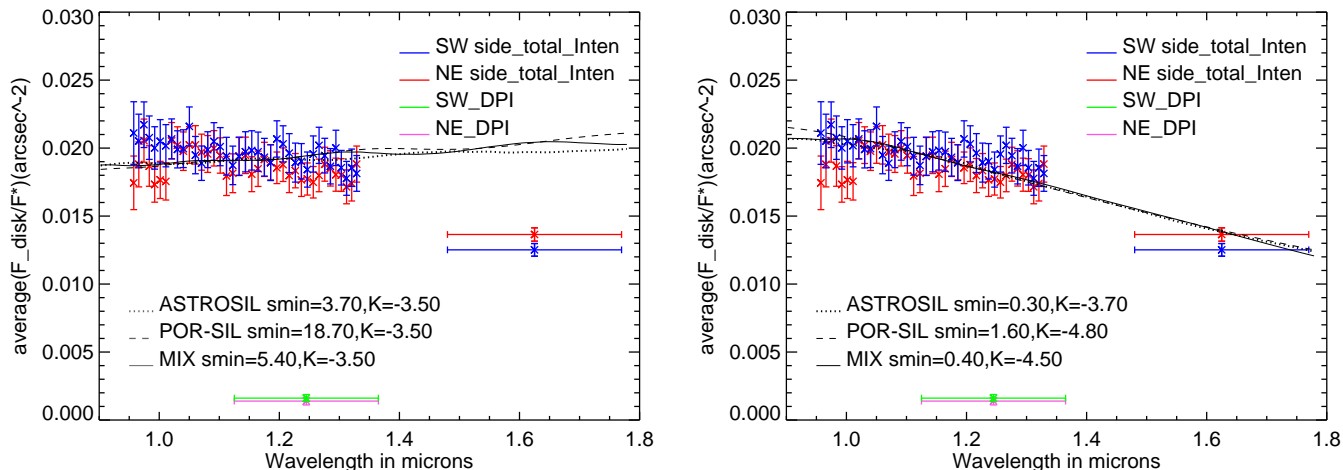 average(F_disk/F*)(arcsec^-2)
0.030
0.025
0.020
0.015
0.010
0.005
0.000
SW side_total_Inten
NE side_total_Inten
SW_DPI
NE_DPI
ASTROSIL smin=3.70,K=-3.50
POR-SIL smin=18.70,K=-3.50
MIX smin=5.40,K=-3.50
1.0 1.2 1.4 1.6 1.8
Wavelength in microns
average(F_disk/F*)(arcsec^-2)
0.030
0.025
0.020
0.015
0.010
0.005
0.000
SW side_total_Inten
NE side_total_Inten
SW_DPI
NE_DPI
ASTROSIL smin=0.30,K=-3.70
POR-SIL smin=1.60,K=-4.80
MIX smin=0.40,K=-4.50
1.0 1.2 1.4 1.6 1.8
Wavelength in microns